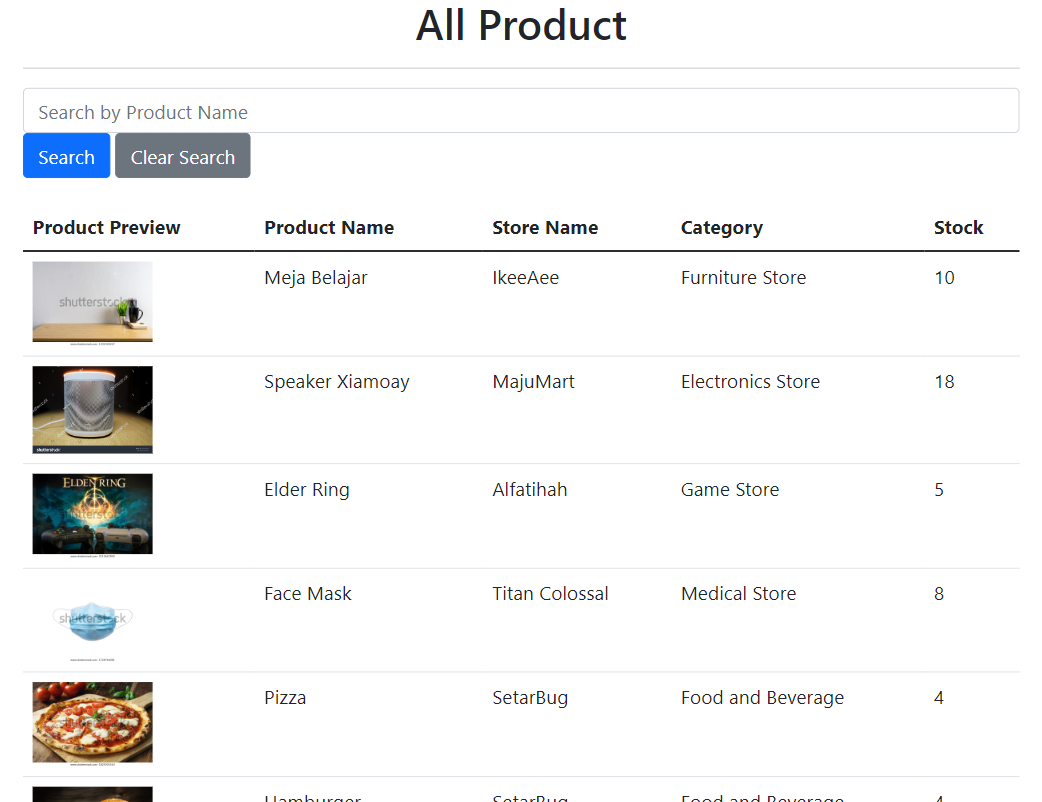 All Product
Search by Product Name
Search Clear Search
Product Preview Product Name Store Name Category Stock
shutterstock
Meja Belajar IkeeAee Furniture Store 10
Speaker Xiamoay MajuMart Electronics Store 18
shutterstock
ELDEN RING
Elder Ring Alfatihah Game Store 5
shutterstock
Face Mask Titan Colossal Medical Store 8
shutterstock
Pizza SetarBug Food and Beverage 4
shutterstock
Hamburger SetarBug Food and Beverage 4